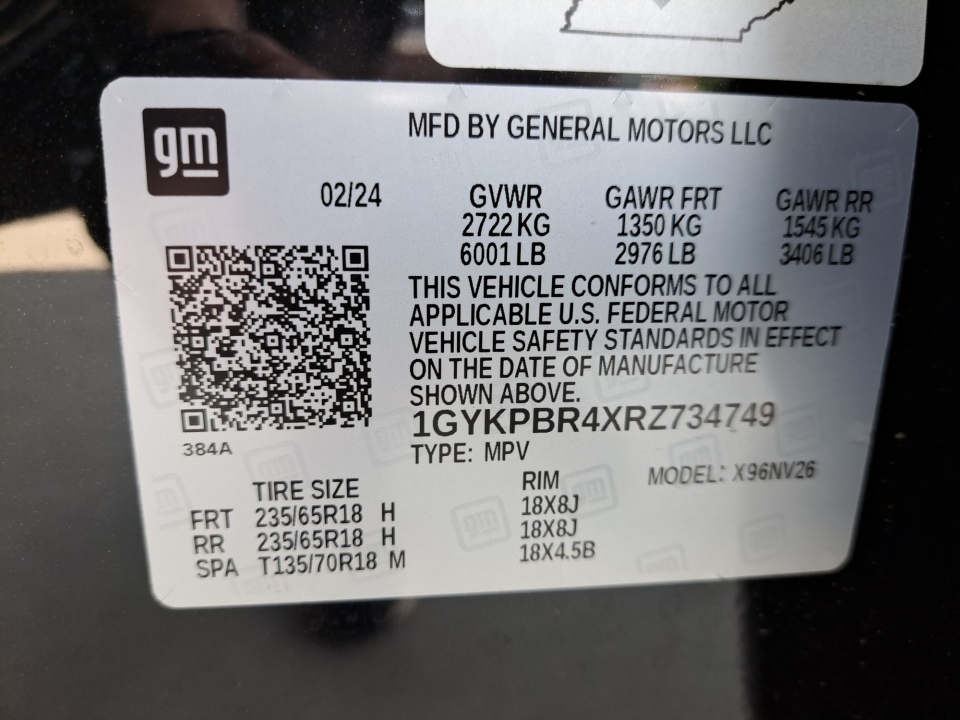 gm
MFD BY GENERAL MOTORS LLC
02/24
GVWR GAWR FRT GAWR RR
2722 KG 1350 KG 1545 KG
6001 LB 2976 LB 3406 LB
THIS VEHICLE CONFORMS TO ALL
APPLICABLE U.S. FEDERAL MOTOR
VEHICLE SAFETY STANDARDS IN EFFECT
ON THE DATE OF MANUFACTURE
SHOWN ABOVE.
1GYKPBR4XRZ734749
384A
TYPE: MPV
MODEL: X96NV26
TIRE SIZE RIM
FRT 235/65R18 H 18X8J
RR 235/65R18 H 18X8J
SPA T135/70R18 M 18X4.5B